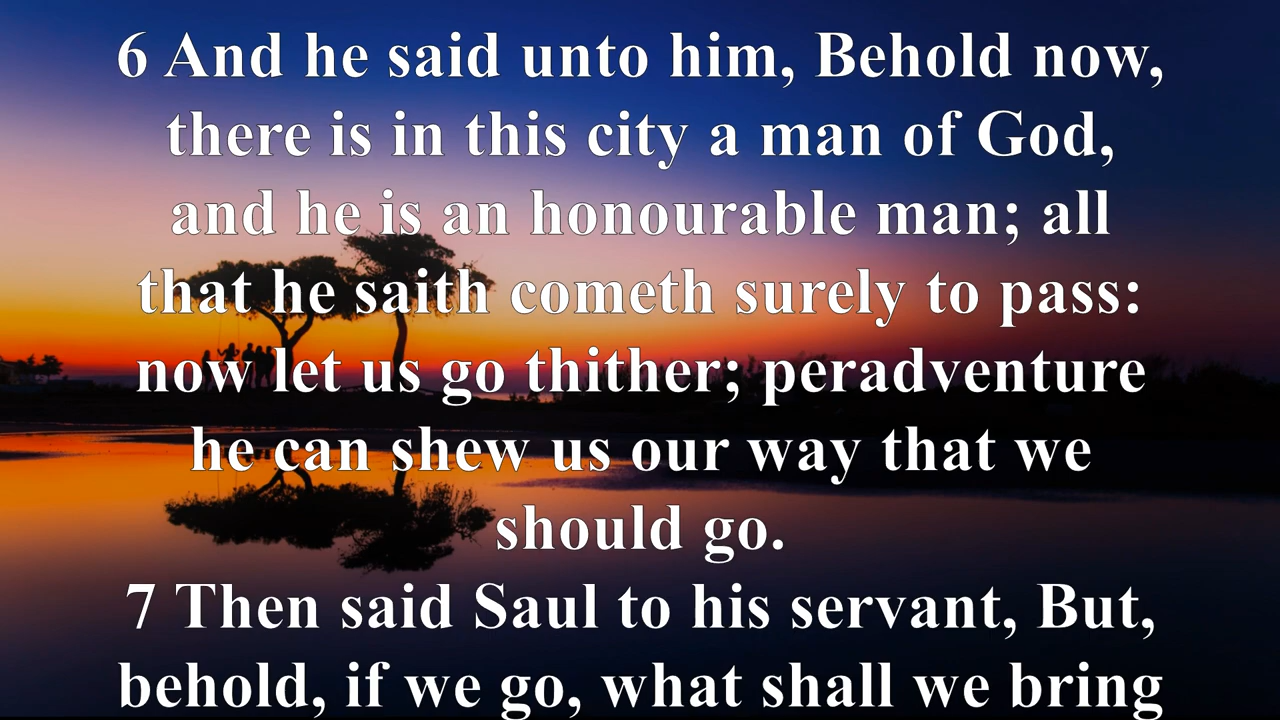 6 And he said unto him, Behold now,
there is in this city a man of God,
and he is an honourable man; all
that he saith cometh surely to pass:
now let us go thither; peradventure
he can shew us our way that we
should go.
7 Then said Saul to his servant, But,
behold, if we go, what shall we bring